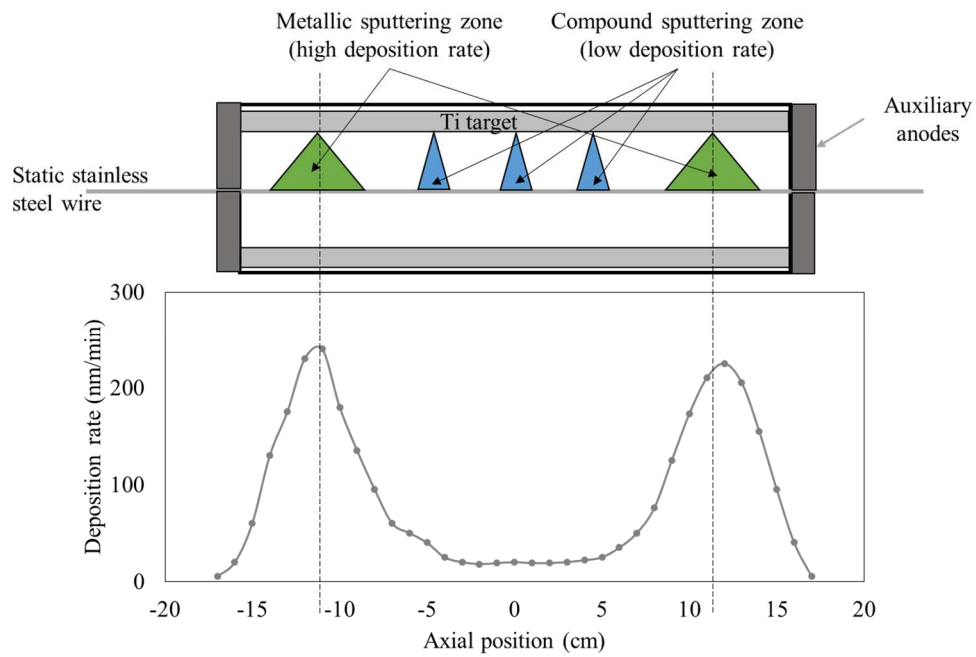 Metallic sputtering zone
(high deposition rate)
Compound sputtering zone
(low deposition rate)
Ti target
Auxiliary
anodes
Static stainless
steel wire
300
200
100
0
Deposition rate (nm/min)
-20
-15
-10
-5
0
5
10
15
20
Axial position (cm)